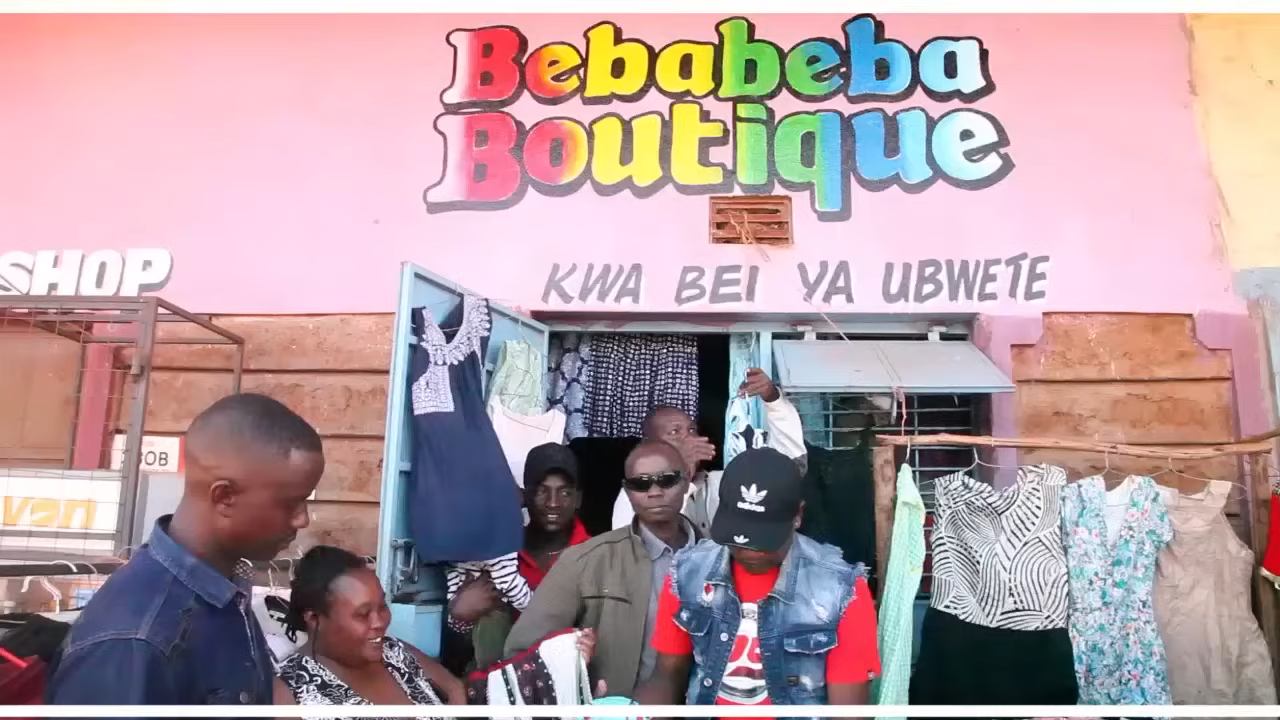 Bebabeba
Boutique
KWA BEI YA UBWETE
SHOP
adidas